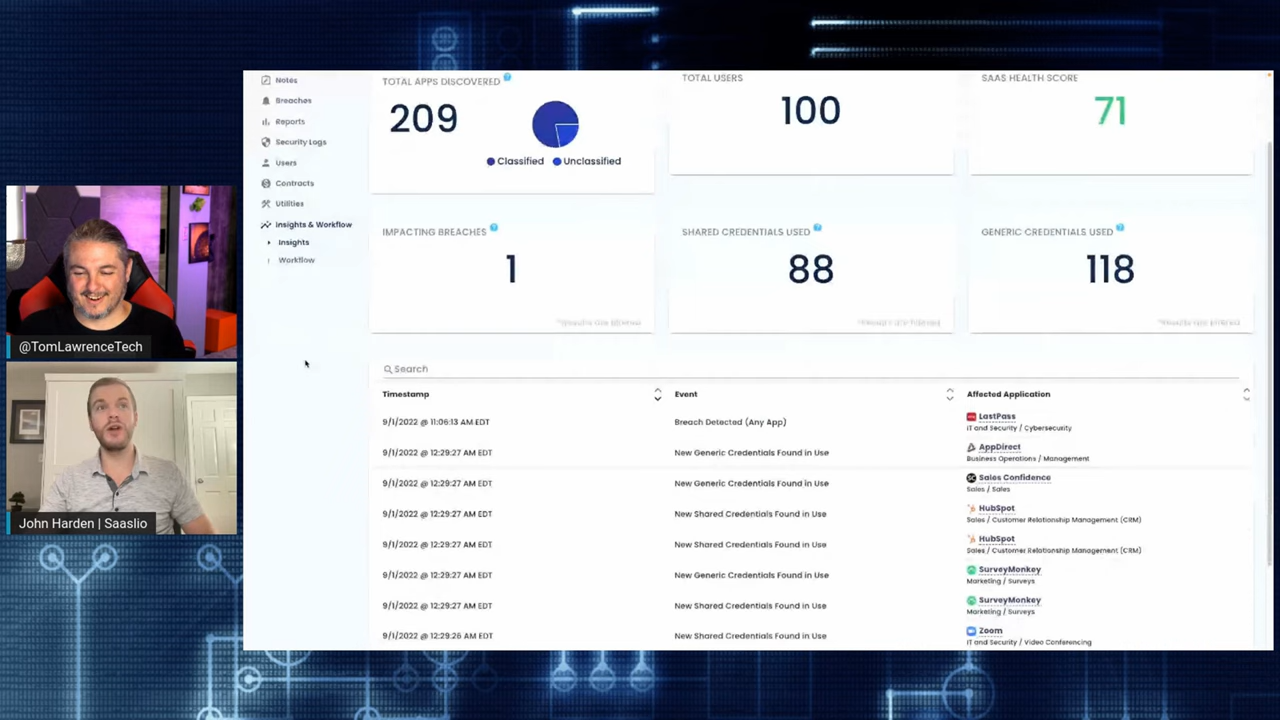 Notes
Breaches
Reports
Security Logs
Users
Contracts
Utilities
Insights & Workflow
Insights
Workflow
TOTAL APPS DISCOVERED
209
Classified Unclassified
TOTAL USERS
100
SAAS HEALTH SCORE
71
IMPACTING BREACHES
1
SHARED CREDENTIALS USED
88
GENERIC CREDENTIALS USED
118
Search
Timestamp Event Affected Application
9/1/2022 @ 11:06:13 AM EDT Breach Detected (Any App) LastPass
IT and Security / Cybersecurity
9/1/2022 @ 12:29:27 AM EDT New Generic Credentials Found in Use AppDirect
Business Operations / Management
9/1/2022 @ 12:29:27 AM EDT New Generic Credentials Found in Use Sales Confidence
Sales / Sales
9/1/2022 @ 12:29:27 AM EDT New Shared Credentials Found in Use HubSpot
Sales / Customer Relationship Management (CRM)
9/1/2022 @ 12:29:27 AM EDT New Shared Credentials Found in Use HubSpot
Sales / Customer Relationship Management (CRM)
9/1/2022 @ 12:29:27 AM EDT New Generic Credentials Found in Use SurveyMonkey
Marketing / Surveys
9/1/2022 @ 12:29:27 AM EDT New Shared Credentials Found in Use SurveyMonkey
Marketing / Surveys
9/1/2022 @ 12:29:26 AM EDT New Shared Credentials Found in Use Zoom
IT and Security / Video Conferencing
@TomLawrenceTech
John Harden | Saaslio